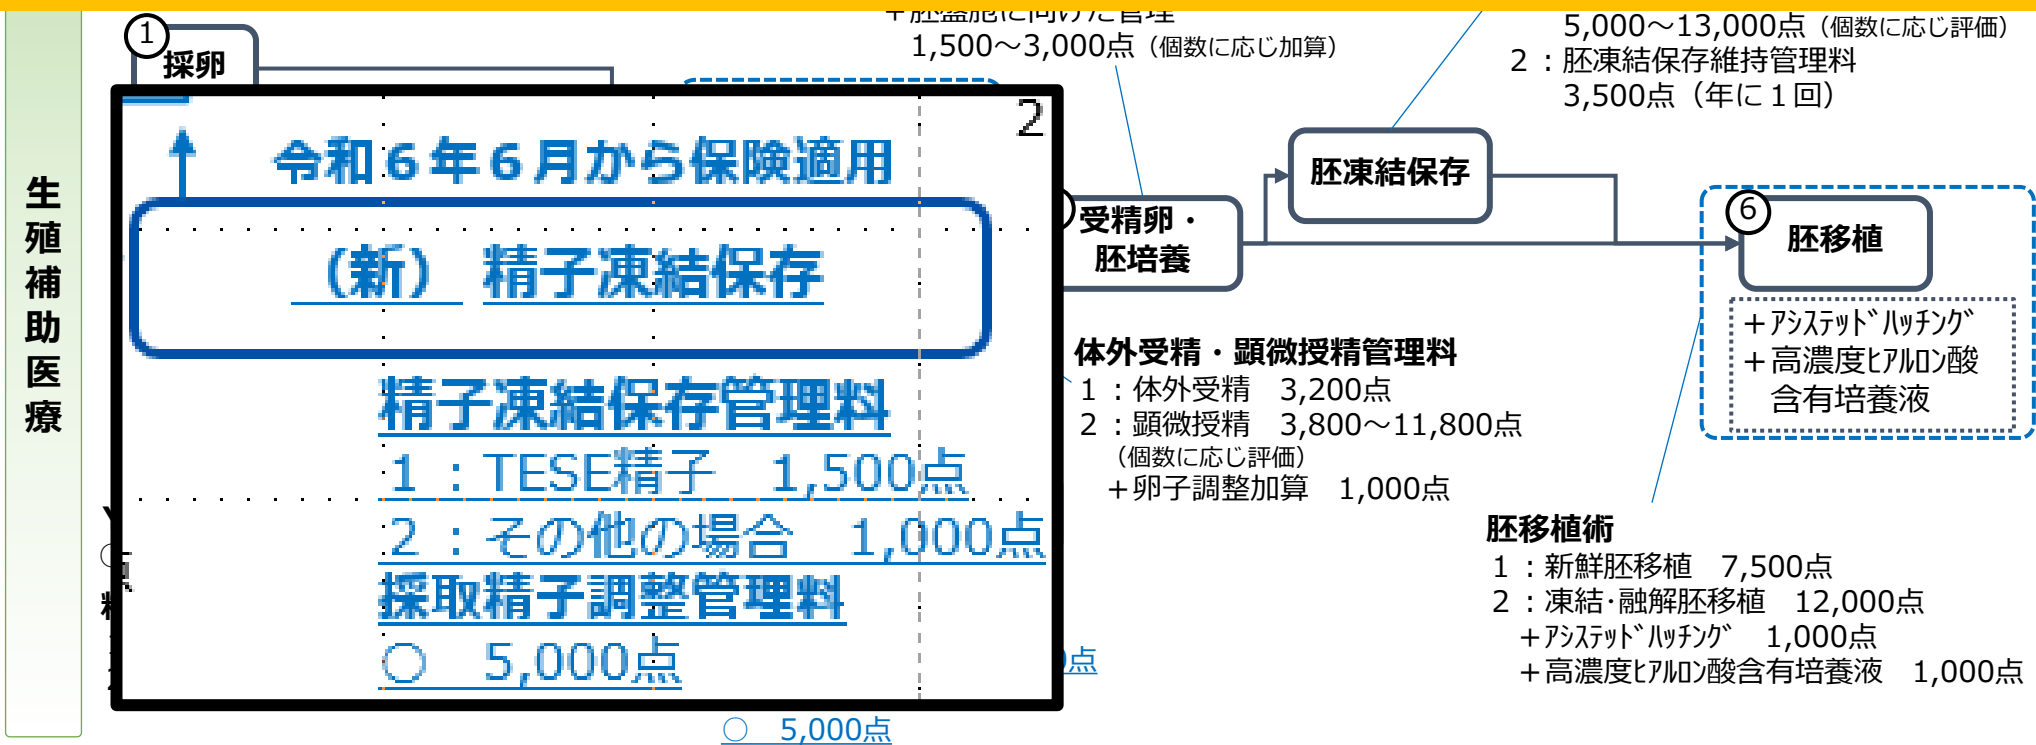 生殖補助医療
1
採卵
1,500～3,000点（個数に応じ加算）
5,000～13,000点（個数に応じ評価）
2：胚凍結保存維持管理料
3,500点（年に１回）
2
令和６年６月から保険適用
（新） 精子凍結保存
精子凍結保存管理料
1：TESE精子　1,500点
2：その他の場合　1,000点
採取精子調整管理料
○　5,000点
受精卵・
胚培養
胚凍結保存
6
胚移植
＋ｱｼｽﾃｯﾄﾞﾊｯﾁﾝｸﾞ
＋高濃度ﾋｱﾙﾛﾝ酸
含有培養液
体外受精・顕微授精管理料
1：体外受精　3,200点
2：顕微授精　3,800～11,800点
（個数に応じ評価）
＋卵子調整加算　1,000点
胚移植術
1：新鮮胚移植　7,500点
2：凍結･融解胚移植　12,000点
＋ｱｼｽﾃｯﾄﾞﾊｯﾁﾝｸﾞ　1,000点
＋高濃度ﾋｱﾙﾛﾝ酸含有培養液　1,000点
点
○　5,000点